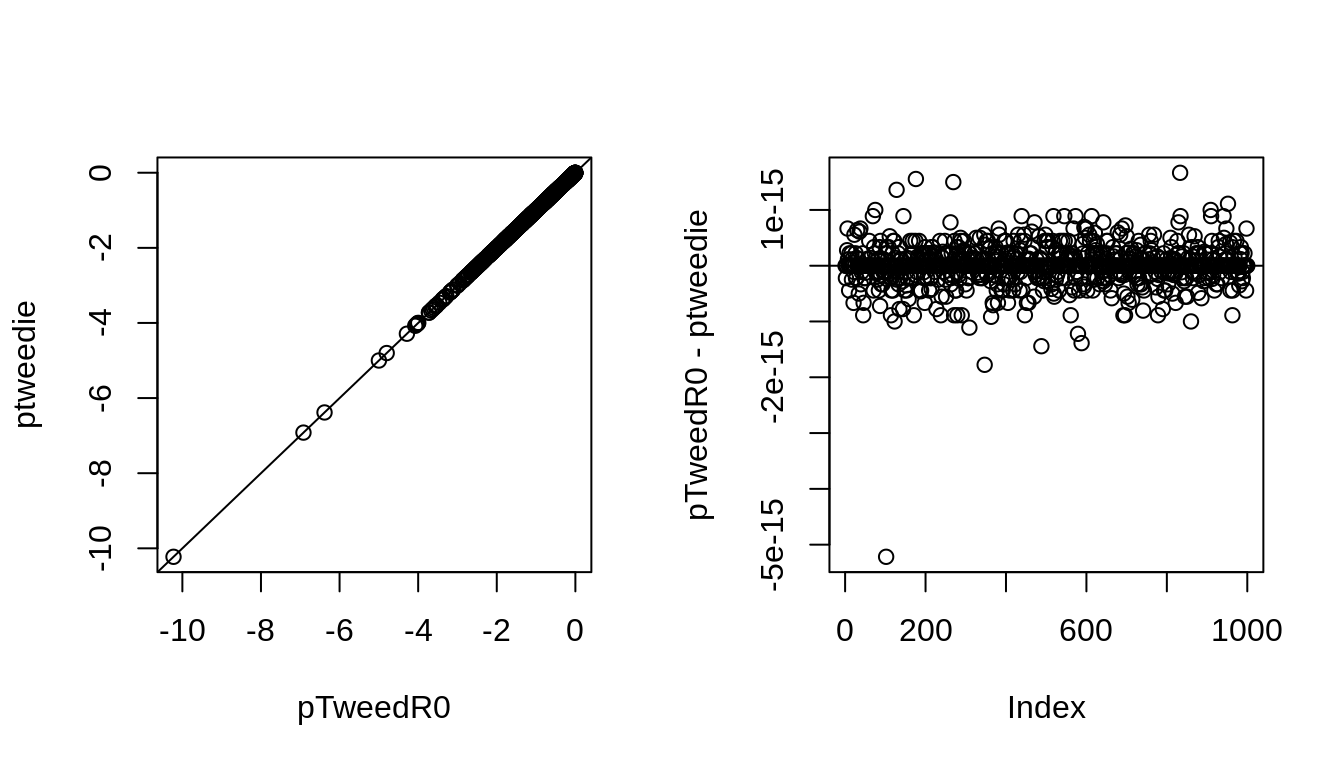 ptweedie
0
-2
-4
-6
-8
-10
-10 -8 -6 -4 -2 0
pTweedR0
pTweedR0 - ptweedie
1e-15
-2e-15
-5e-15
0 200 600 1000
Index